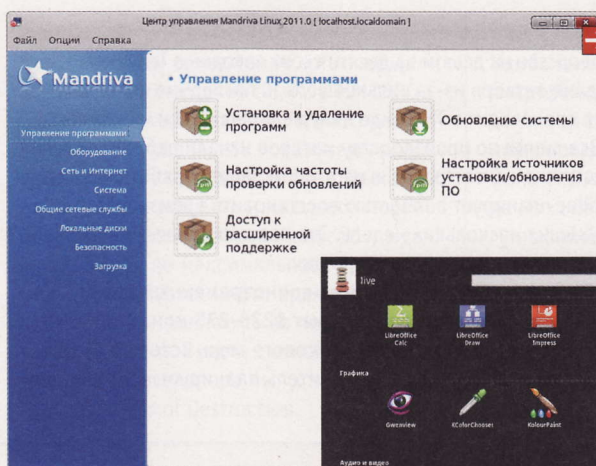 Центр управления Mandriva Linux 2011.0 [ localhost.localdomain ]
Файл Опции Справка
Mandriva
• Управление программами
Управление программами
Оборудование
Сеть и Интернет
Система
Общие сетевые службы
Локальные диски
Безопасность
Загрузка
Установка и удаление
программ
Обновление системы
Настройка частоты
проверки обновлений
Настройка источников
установки/обновления
ПО
Доступ к
расширенной
поддержке
live
LibreOffice
Calc
LibreOffice
Draw
LibreOffice
Impress
Графика
Gwenview
KColorChooser
KolourPaint
Аудио и видео